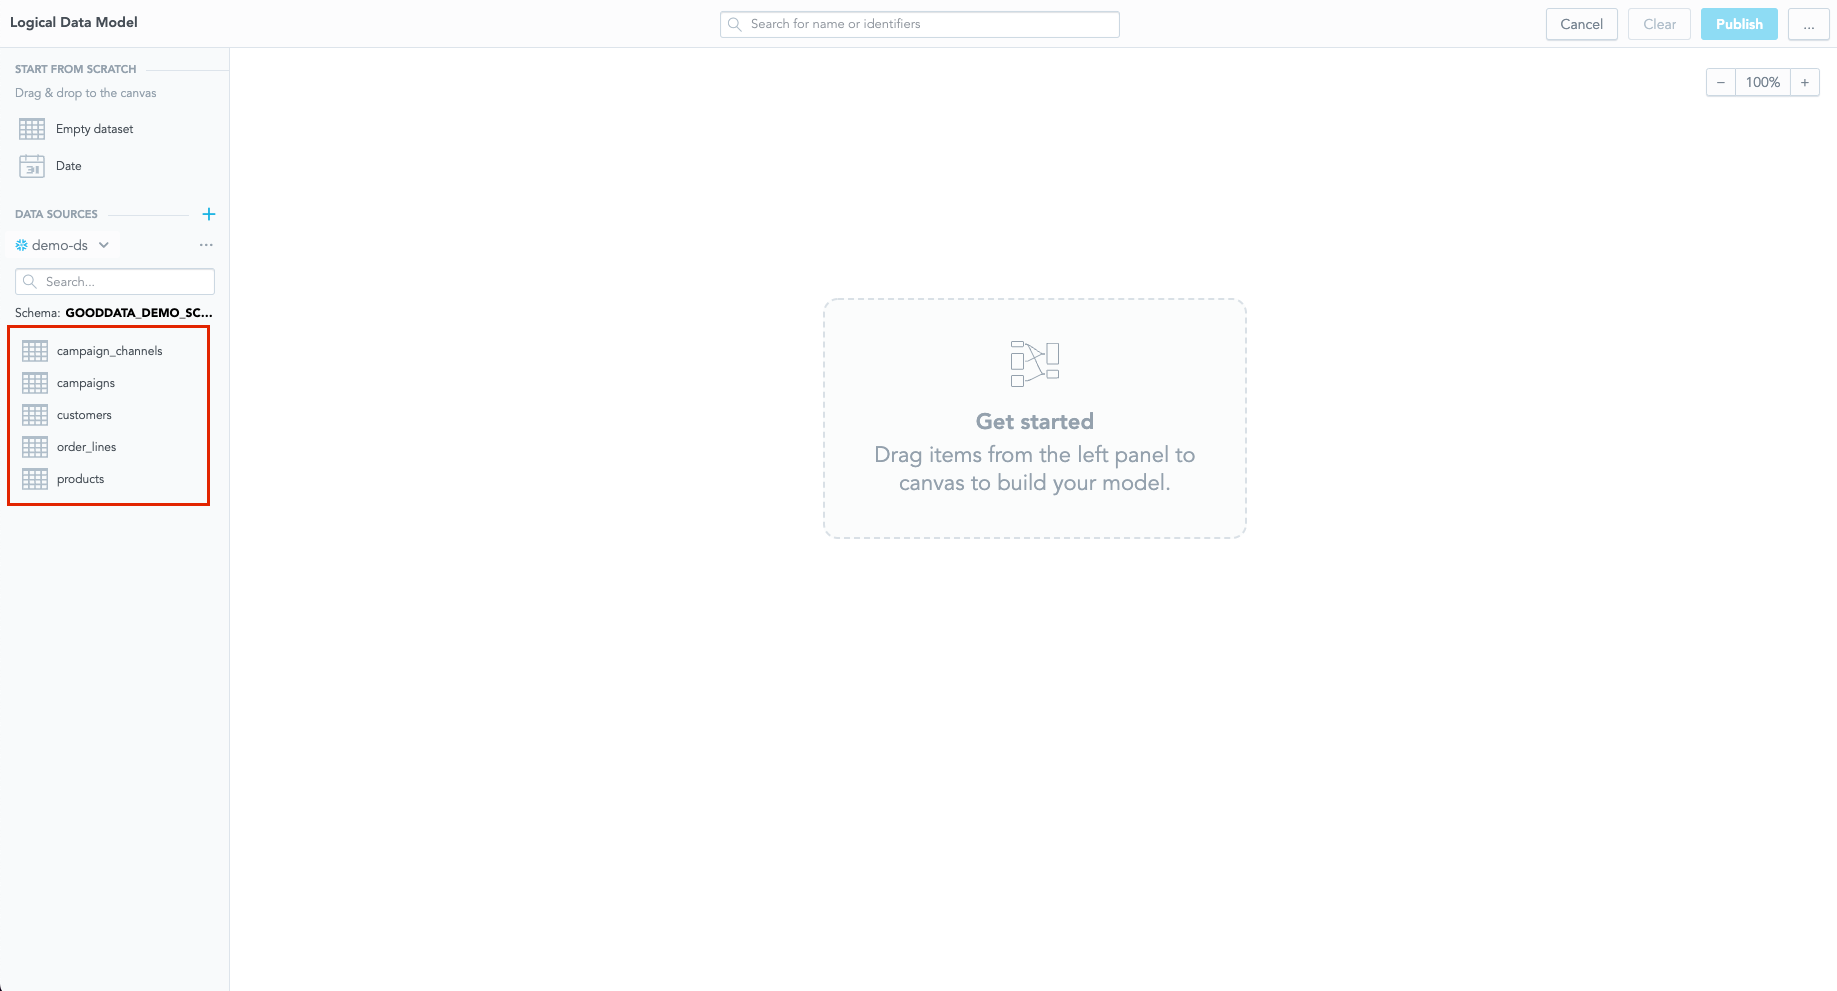 Logical Data Model
Search for name or identifiers
Cancel
Clear
Publish
...
START FROM SCRATCH
Drag & drop to the canvas
Empty dataset
31
Date
DATA SOURCES
demo-ds
Search...
Schema: GOODDATA_DEMO_SC...
campaign_channels
campaigns
customers
order_lines
products
− 100% +
Get started
Drag items from the left panel to
canvas to build your model.